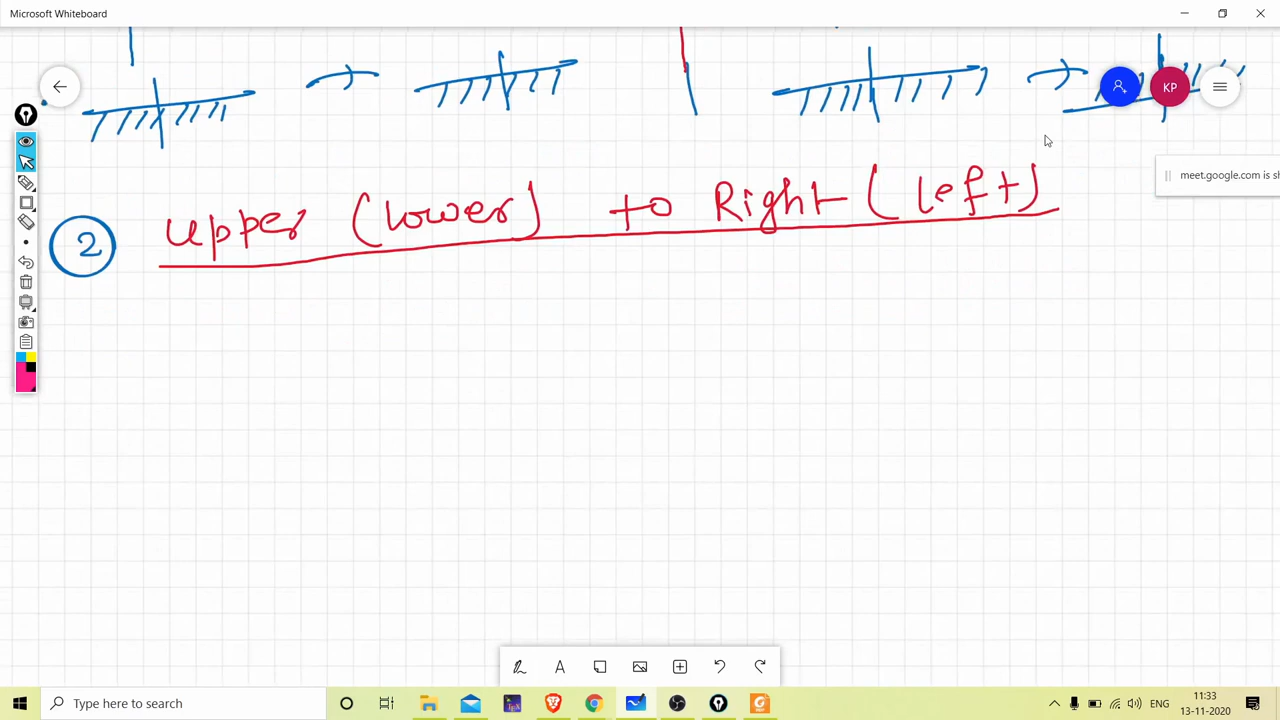 Microsoft Whiteboard
KP
meet.google.com is sh
2 upper (lower) to Right (left)
A
Type here to search
ENG
11:33
13-11-2020